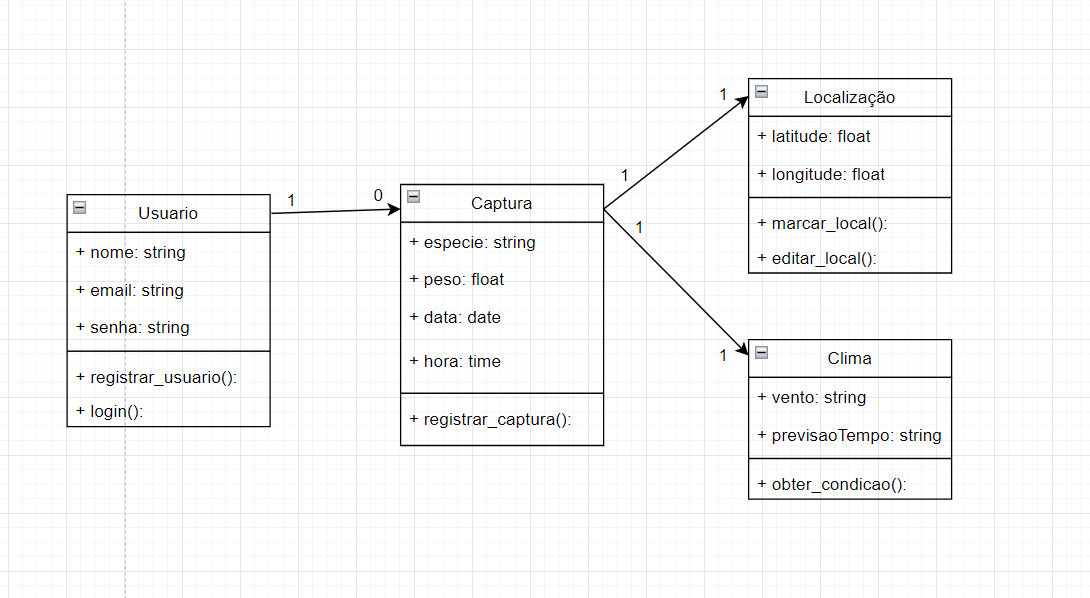 Usuario
+ nome: string
+ email: string
+ senha: string
+ registrar_usuario():
+ login():
1
0
Captura
+ especie: string
+ peso: float
+ data: date
+ hora: time
+ registrar_captura():
1
1
Localização
+ latitude: float
+ longitude: float
+ marcar_local():
+ editar_local():
1
1
Clima
+ vento: string
+ previsaoTempo: string
+ obter_condicao():